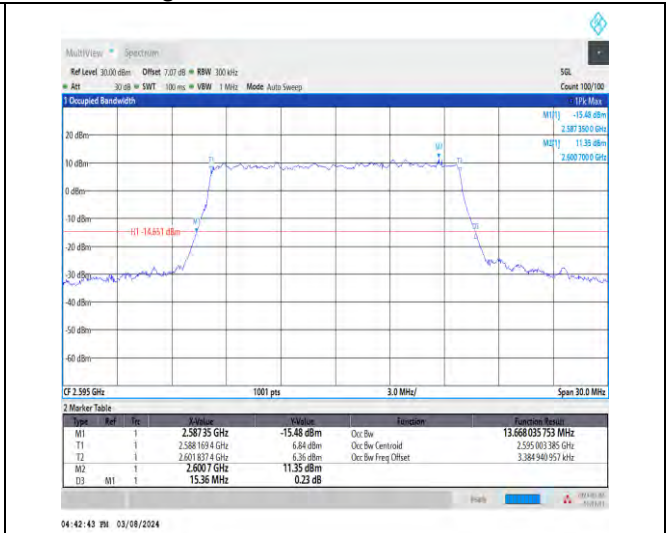 MultiView Spectrum
Ref Level 30.00 dBm Offset 7.07 dB RBW 300 kHz SGL
Att 30 dB SWT 100 ms VBW 1 MHz Mode Auto Sweep Count 100/100
1 Occupied Bandwidth 1Pk Max
M1[1] -15.48 dBm
2.587 350 0 GHz
M2[1] 11.35 dBm
2.600 700 0 GHz
20 dBm
M2
10 dBm
T1 T2
0 dBm
-10 dBm
M1
H1 -14.651 dBm
-20 dBm
-30 dBm
-40 dBm
-50 dBm
-60 dBm
CF 2.595 GHz 1001 pts 3.0 MHz/ Span 30.0 MHz
2 Marker Table
Type Ref Trc X-Value Y-Value Function Function Result
M1 1 2.58735 GHz -15.48 dBm Occ Bw 13.668 035 753 MHz
T1 1 2.588 169 4 GHz 6.84 dBm Occ Bw Centroid 2.595 003 385 GHz
T2 1 2.601 837 4 GHz 6.36 dBm Occ Bw Freq Offset 3.384 940 957 kHz
M2 1 2.6007 GHz 11.35 dBm
D3 M1 1 15.36 MHz 0.23 dB
04:42:43 PM 03/08/2024